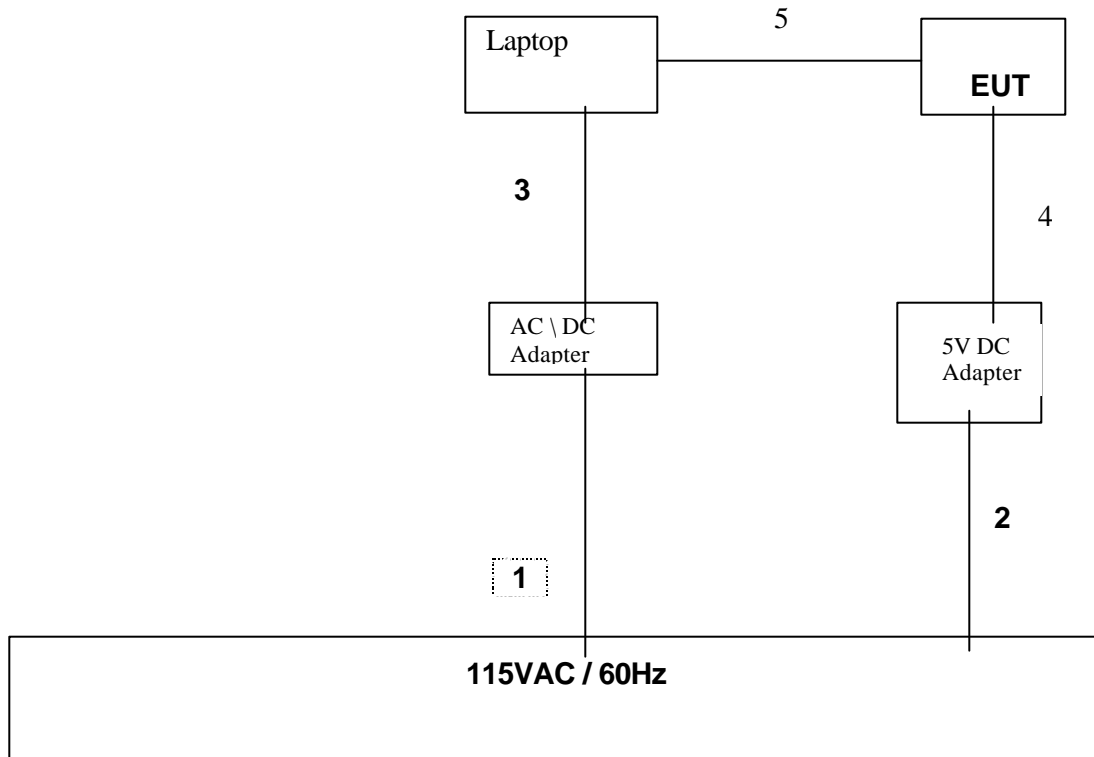 5
Laptop
EUT
3
4
AC \ DC
Adapter
5V DC
Adapter
2
1
115VAC / 60Hz